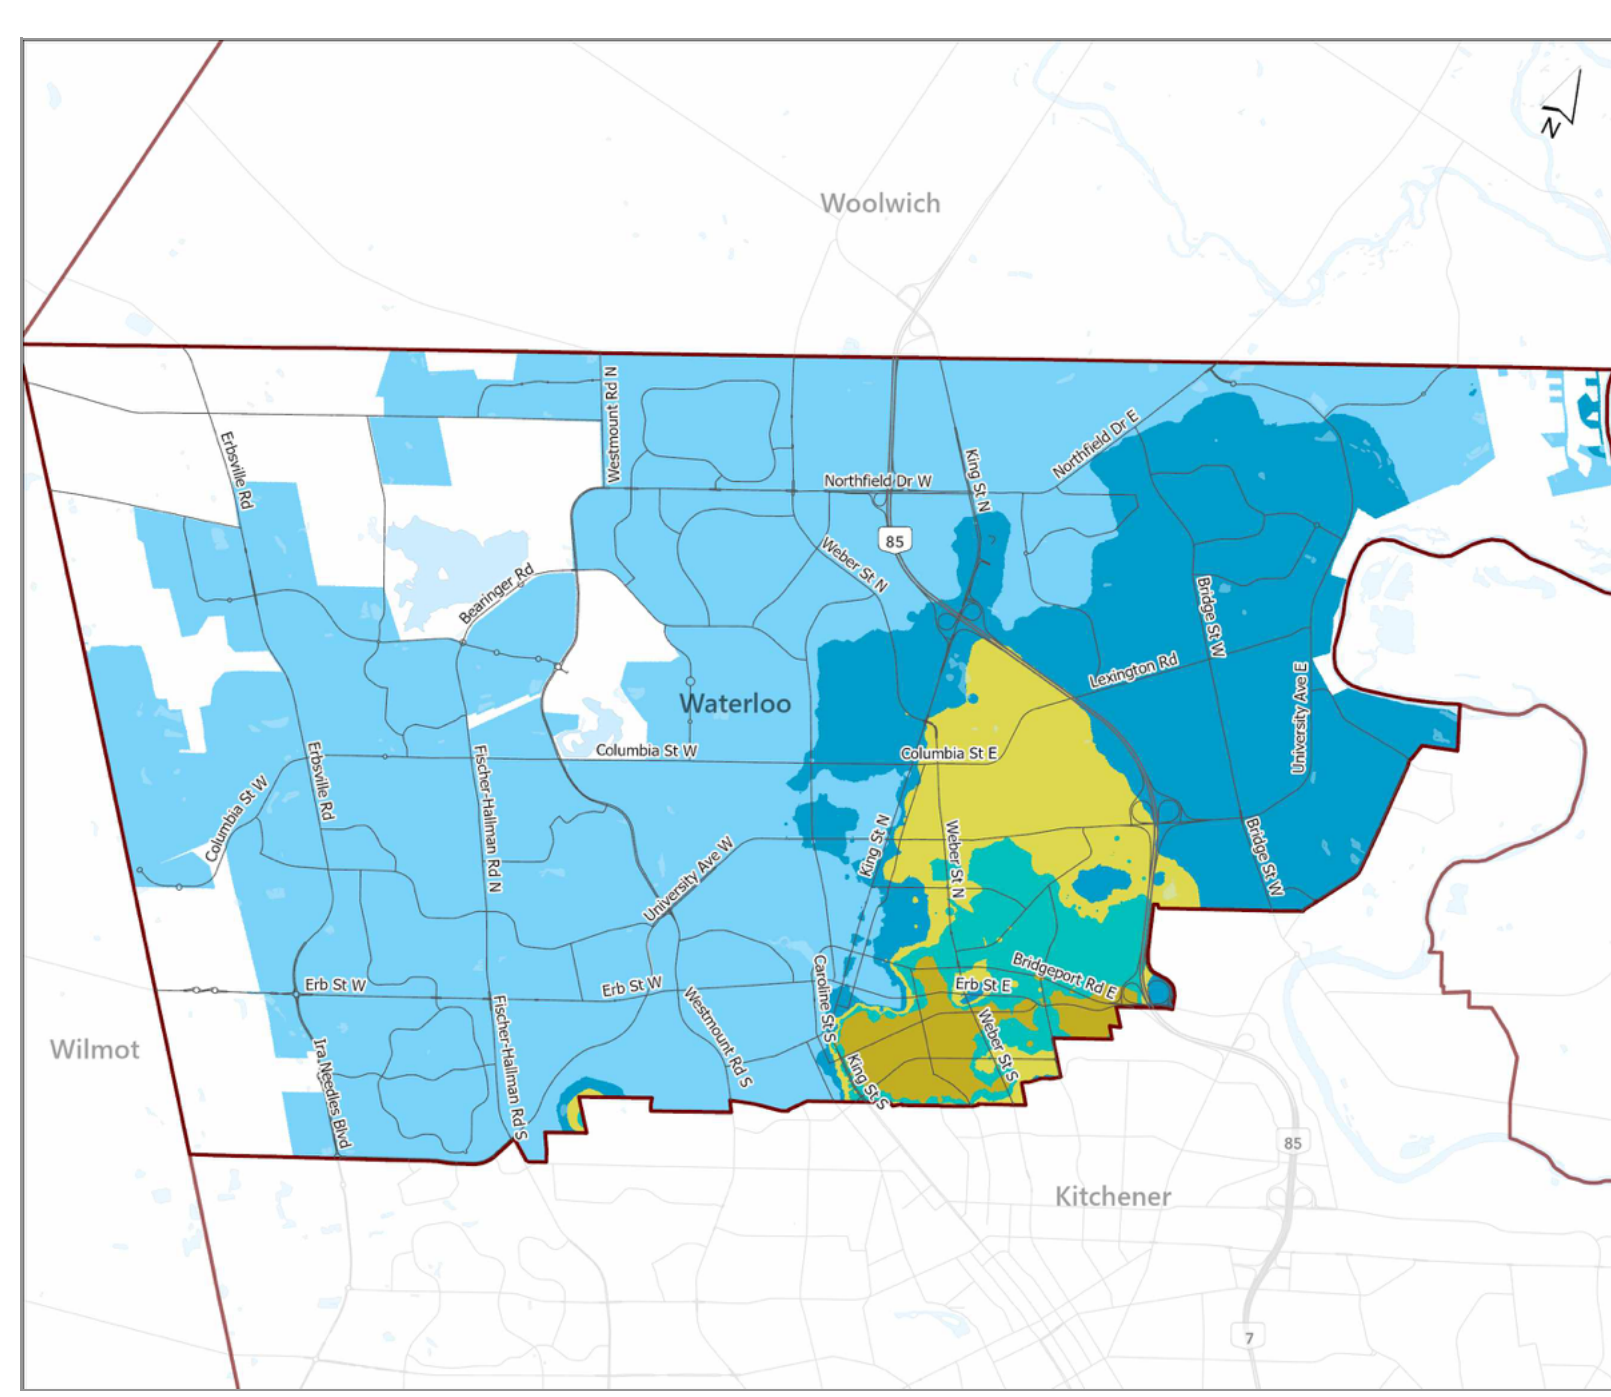 N
Woolwich
Westmount Rd N
Erbsville Rd
Northfield Dr E
King St N
Northfield Dr W
85
Weber St N
Bearinger Rd
Bridge St W
Lexington Rd
University Ave E
Waterloo
Columbia St W
Columbia St E
Erbsville Rd
Fischer-Hallman Rd N
Columbia St W
King St N
Weber St N
Bridge St W
University Ave W
Caroline St S
Bridgeport Rd E
Erb St W
Erb St W
Erb St E
Westmount Rd S
Fischer-Hallman Rd S
Weber St S
Wilmot
Ira Needles Blvd
King St S
85
Kitchener
7